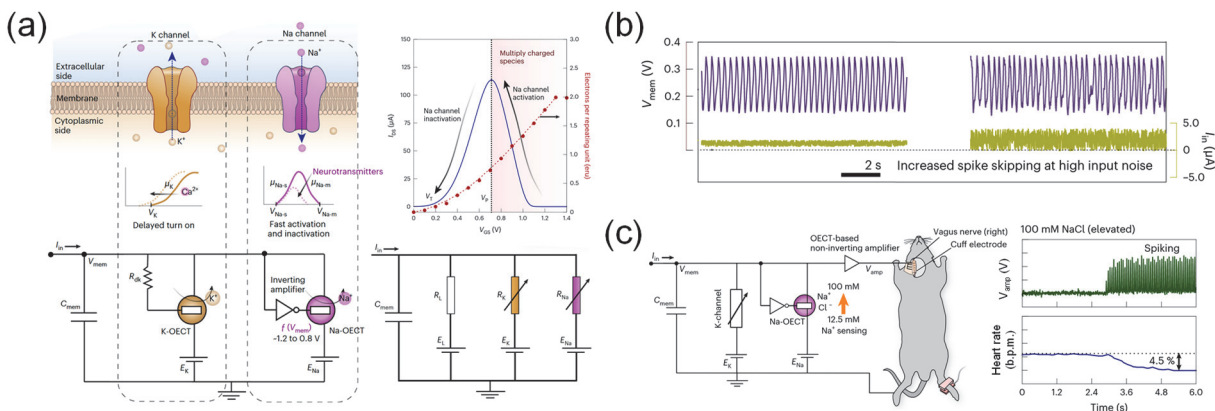 (a)
K channel
Na channel
Na⁺
Extracellular side
Membrane
Cytoplasmic side
K⁺
μK
Ca²⁺
VK
Delayed turn on
Neurotransmitters
μNa-s
μNa-m
VNa-s
VNa-m
Fast activation and inactivation
Iin
Vmem
Cmem
Rdk
K⁺
K-OECT
EK
Inverting amplifier
f (Vmem)
-1.2 to 0.8 V
Na⁺
Na-OECT
ENa
150
125
100
75
50
25
0
IDS (μA)
0
0.2
0.4
0.6
0.8
1.0
1.2
1.4
VGS (V)
3.0
2.5
2.0
1.5
1.0
0.5
0
Electrons per repeating unit (eru)
Multiply charged species
Na channel activation
Na channel inactivation
VT
VP
Iin
Vmem
Cmem
RL
RK
RNa
EL
EK
ENa
(b)
0.4
0.3
0.2
0.1
Vmem (V)
5.0
0
−5.0
Iin (μA)
2 s
Increased spike skipping at high input noise
(c)
Iin
Vmem
Cmem
K-channel
EK
Na-OECT
ENa
OECT-based non-inverting amplifier
Vamp
100 mM
Na⁺
Cl⁻
12.5 mM
Na⁺ sensing
Vagus nerve (right)
Cuff electrode
100 mM NaCl (elevated)
Spiking
Vamp (V)
Heart rate (b.p.m.)
4.5 %
0
1.2
2.4
3.6
4.8
6.0
Time (s)